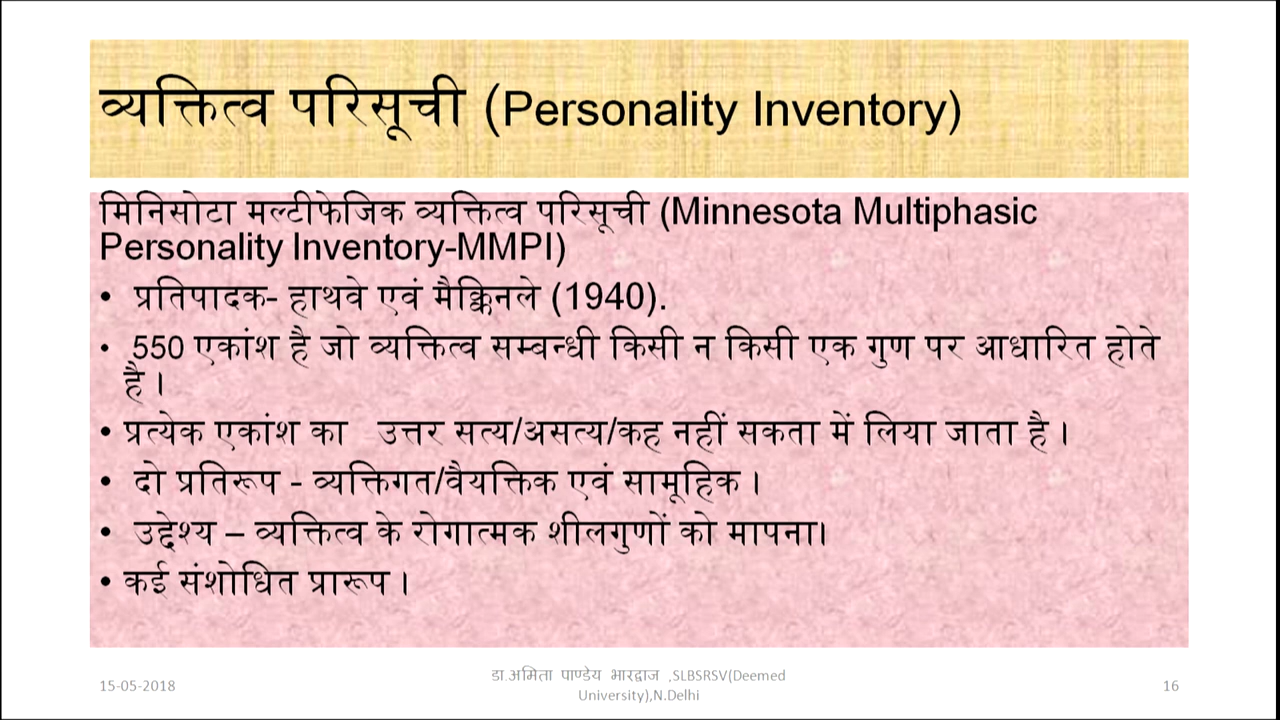 व्यक्तित्व परिसूची (Personality Inventory)
मिनिसोटा मल्टीफेजिक व्यक्तित्व परिसूची (Minnesota Multiphasic
Personality Inventory-MMPI)
• प्रतिपादक- हाथवे एवं मैक्किनले (1940).
• 550 एकांश है जो व्यक्तित्व सम्बन्धी किसी न किसी एक गुण पर आधारित होते
है ।
• प्रत्येक एकांश का उत्तर सत्य/असत्य/कह नहीं सकता में लिया जाता है ।
• दो प्रतिरूप - व्यक्तिगत/वैयक्तिक एवं सामूहिक ।
• उद्देश्य – व्यक्तित्व के रोगात्मक शीलगुणों को मापना।
• कई संशोधित प्रारूप ।
15-05-2018
डा.अमिता पाण्डेय भारद्वाज ,SLBSRSV(Deemed
University),N.Delhi
16